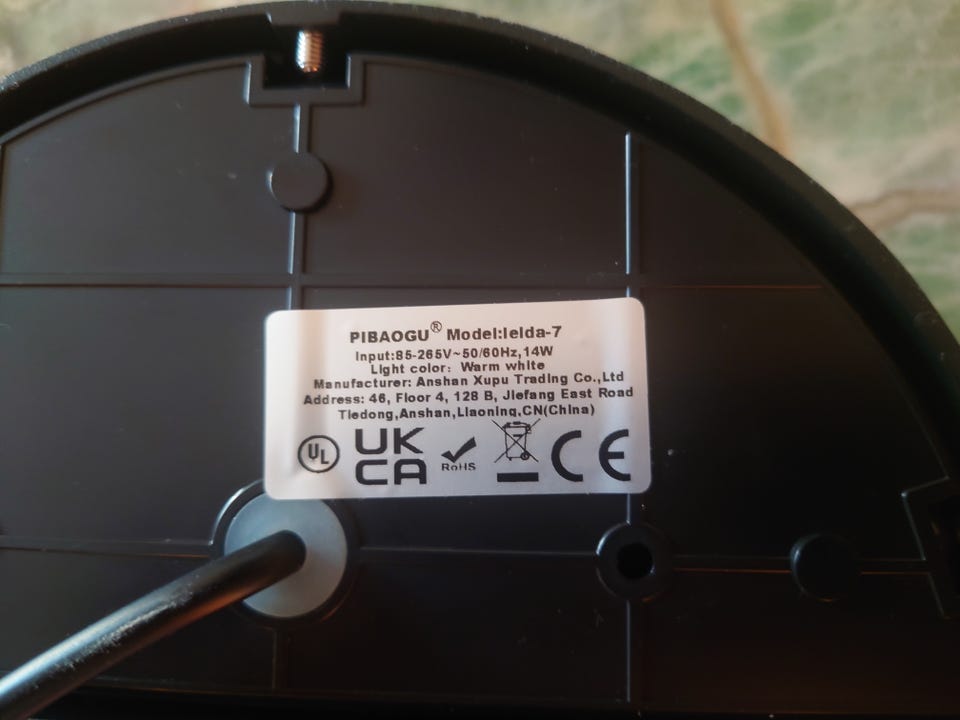 PIBAOGU® Model:lelda-7
Input:85-265V~50/60Hz,14W
Light color: Warm white
Manufacturer: Anshan Xupu Trading Co.,Ltd
Address: 46, Floor 4, 128 B, Jiefang East Road
Tiedong,Anshan,Liaoning,CN(China)
UL UK CA RoHS CE